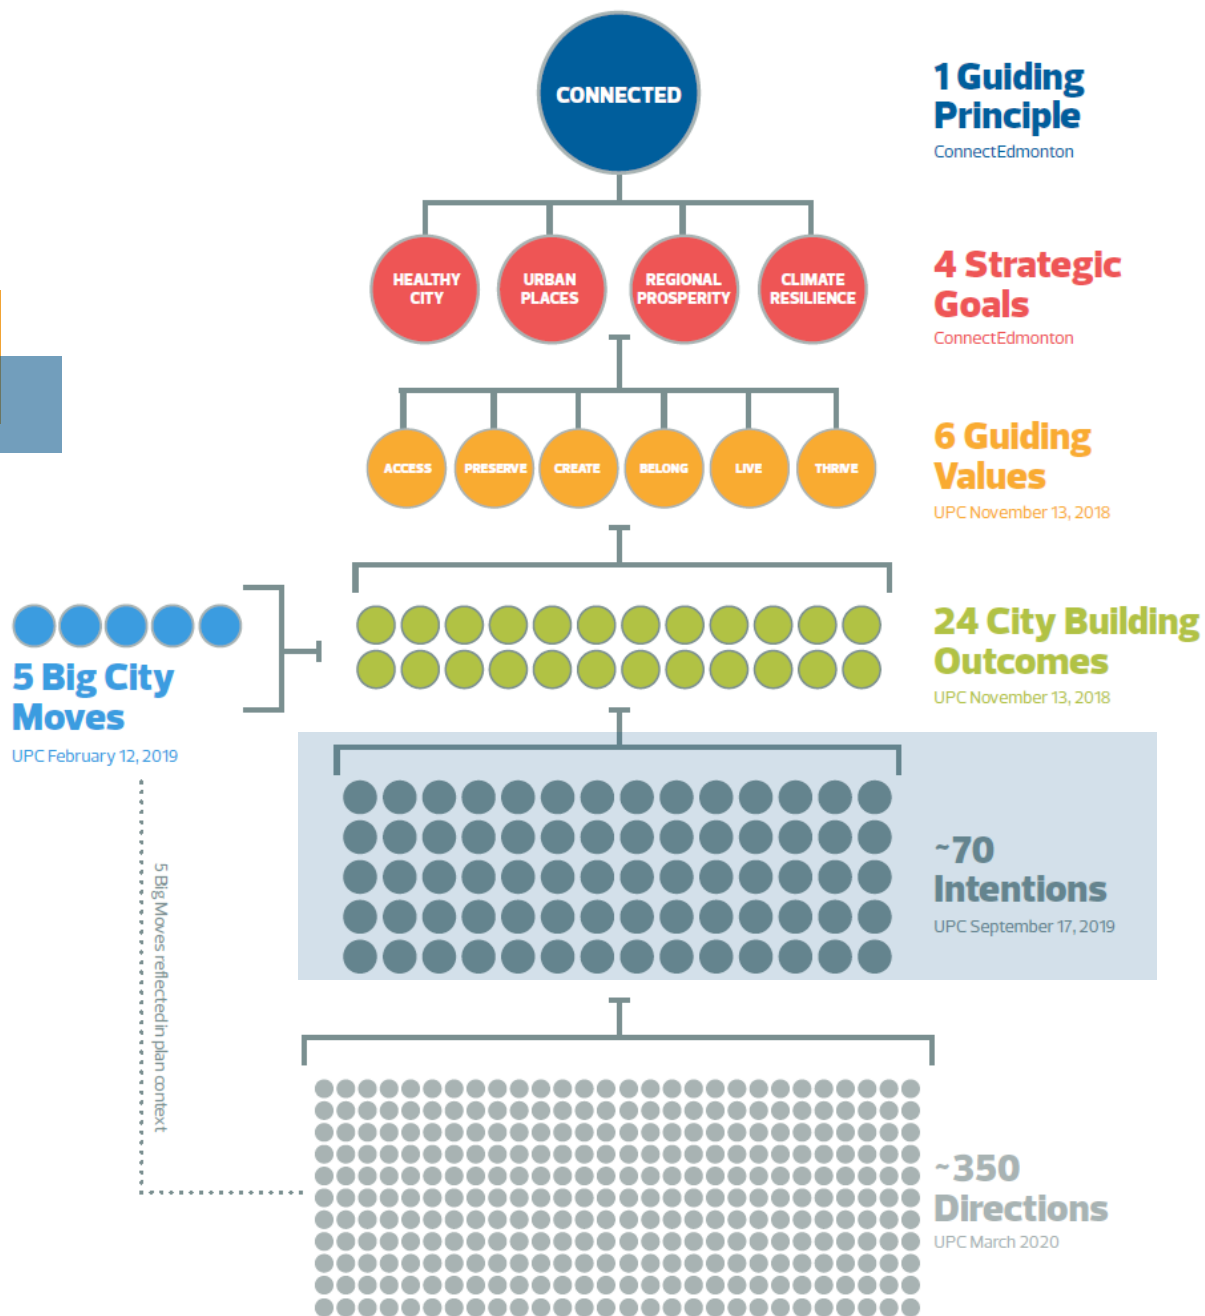 CONNECTED
1 Guiding
Principle
ConnectEdmonton
HEALTHY
CITY
URBAN
PLACES
REGIONAL
PROSPERITY
CLIMATE
RESILIENCE
4 Strategic
Goals
ConnectEdmonton
ACCESS
PRESERVE
CREATE
BELONG
LIVE
THRIVE
6 Guiding
Values
UPC November 13, 2018
5 Big City
Moves
UPC February 12, 2019
24 City Building
Outcomes
UPC November 13, 2018
~70
Intentions
UPC September 17, 2019
5 Big Moves reflected in plan context
~350
Directions
UPC March 2020